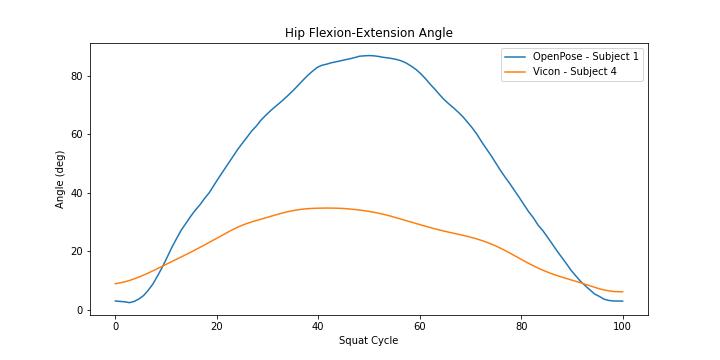 Hip Flexion-Extension Angle
OpenPose - Subject 1
Vicon - Subject 4
Angle (deg)
80
60
40
20
0
0 20 40 60 80 100
Squat Cycle